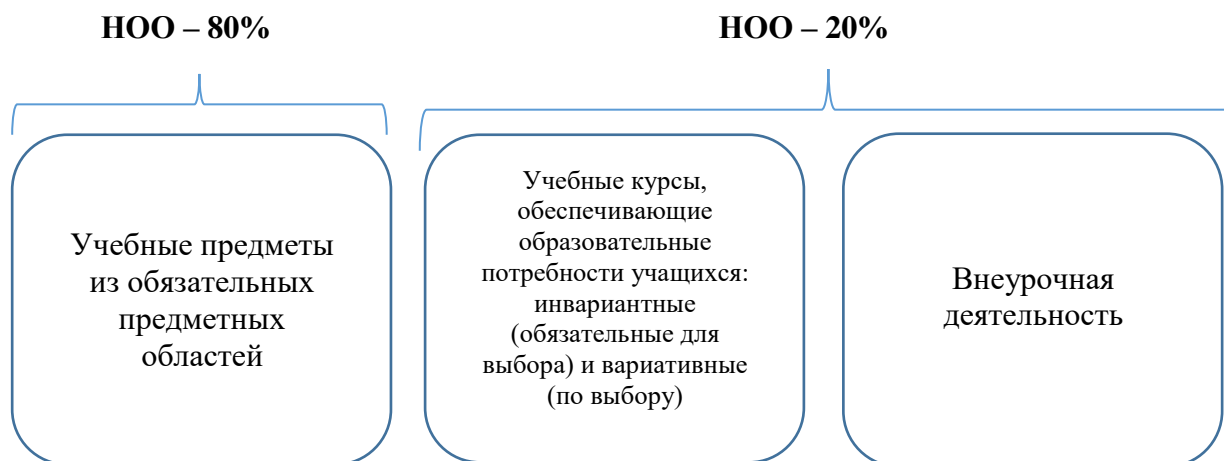 НОО – 80%
НОО – 20%
Учебные предметы
из обязательных
предметных
областей
Учебные курсы,
обеспечивающие
образовательные
потребности учащихся:
инвариантные
(обязательные для
выбора) и вариативные
(по выбору)
Внеурочная
деятельность